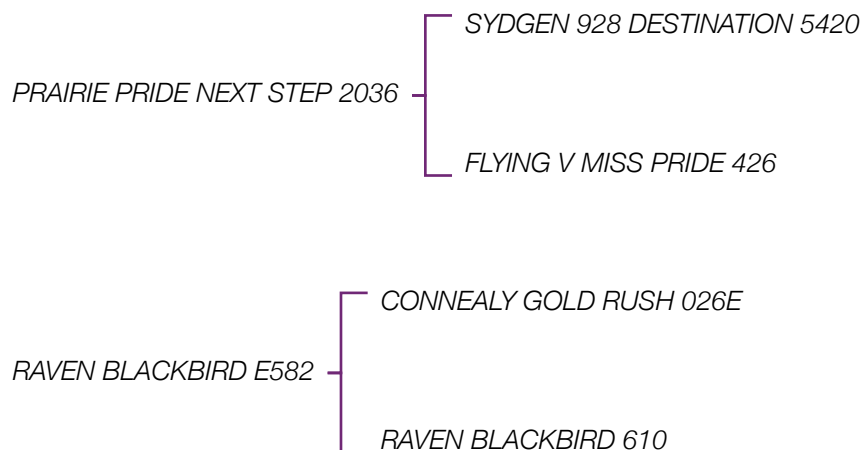 SYDGEN 928 DESTINATION 5420
PRAIRIE PRIDE NEXT STEP 2036
FLYING V MISS PRIDE 426
CONNEALY GOLD RUSH 026E
RAVEN BLACKBIRD E582
RAVEN BLACKBIRD 610